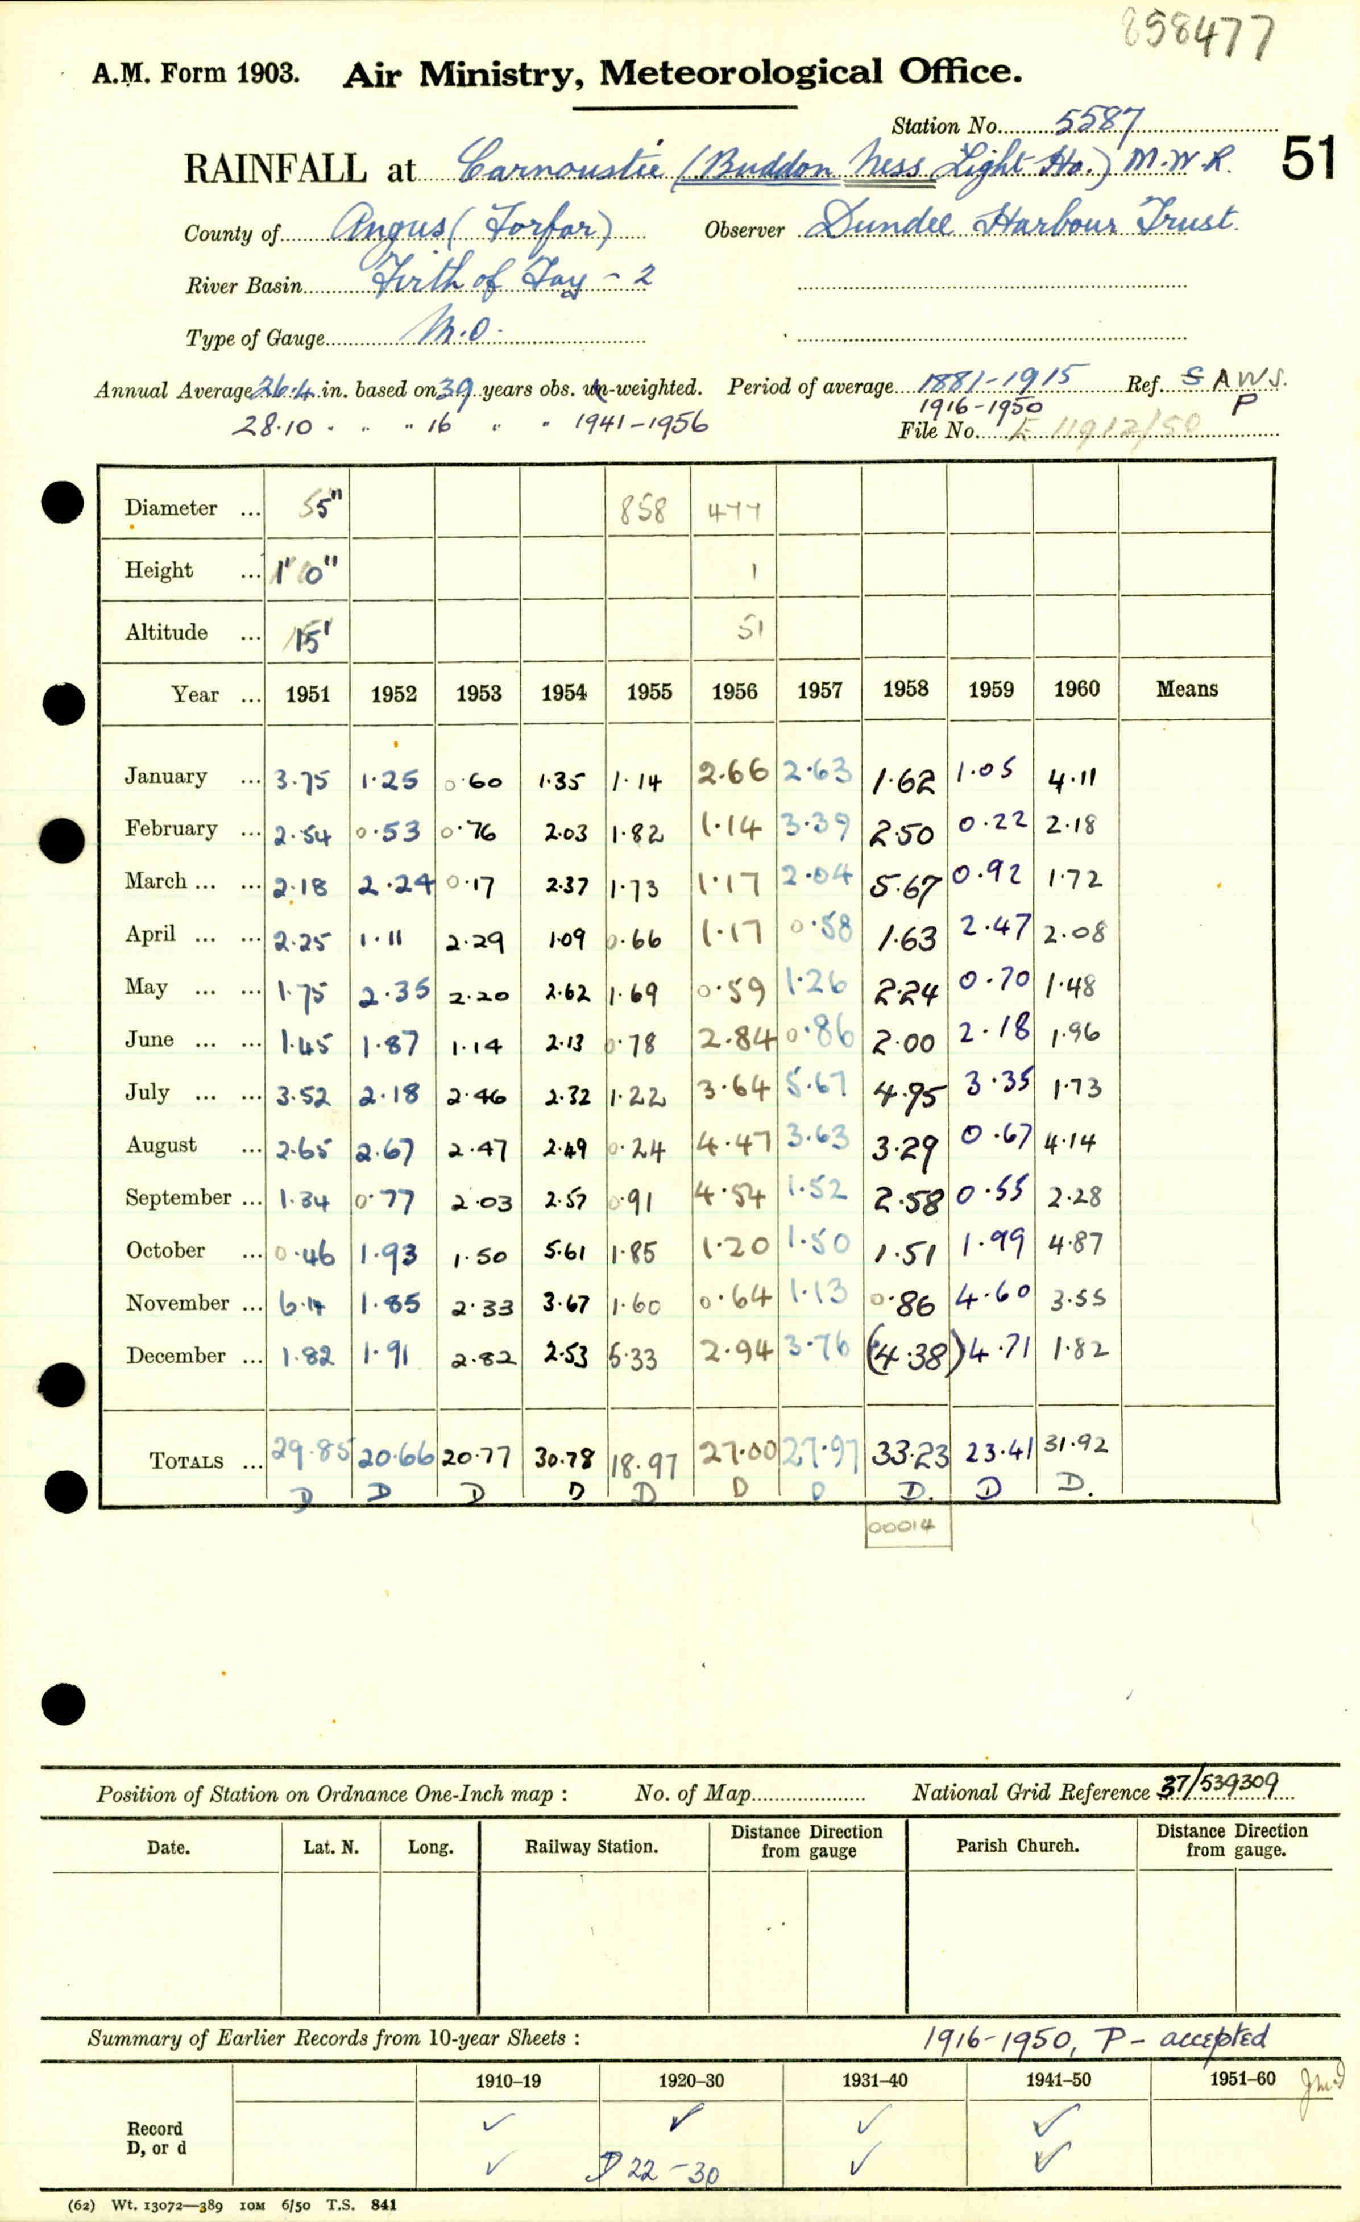 858477
A.M. Form 1903. Air Ministry, Meteorological Office.
Station No. 5587
RAINFALL at Carnoustie (Buddon Ness Light Ho.) M.W.R. 51
County of Angus (Forfar) Observer Dundee Harbour Trust.
River Basin Firth of Tay - 2
Type of Gauge M.O.
Annual Average 26.4 in. based on 39 years obs. un-weighted. Period of average 1881-1915 Ref. S A W S.
1916-1950 P
28.10 " " " 16 " " 1941-1956 File No. E 11912/50
Diameter ... 5" 858 477
Height ... 1' 0" 1
Altitude ... 15' 51
Year ... 1951 1952 1953 1954 1955 1956 1957 1958 1959 1960 Means
January ... 3.75 1.25 0.60 1.35 1.14 2.66 2.63 1.62 1.05 4.11
February ... 2.54 0.53 0.76 2.03 1.82 1.14 3.39 2.50 0.22 2.18
March ... ... 2.18 2.24 0.17 2.37 1.73 1.17 2.04 5.67 0.92 1.72
April ... ... 2.25 1.11 2.29 1.09 0.66 1.17 0.58 1.63 2.47 2.08
May ... ... 1.75 2.35 2.20 2.62 1.69 0.59 1.26 2.24 0.70 1.48
June ... ... 1.45 1.87 1.14 2.13 0.78 2.84 0.86 2.00 2.18 1.96
July ... ... 3.52 2.18 2.46 2.32 1.22 3.64 5.67 4.95 3.35 1.73
August ... 2.65 2.67 2.47 2.49 0.24 4.47 3.63 3.29 0.67 4.14
September ... 1.34 0.77 2.03 2.57 0.91 4.54 1.52 2.58 0.55 2.28
October ... 0.46 1.93 1.50 5.61 1.85 1.20 1.50 1.51 1.99 4.87
November ... 6.14 1.85 2.33 3.67 1.60 0.64 1.13 0.86 4.60 3.55
December ... 1.82 1.91 2.82 2.53 5.33 2.94 3.76 (4.38) 4.71 1.82
TOTALS ... 29.85 20.66 20.77 30.78 18.97 27.00 27.97 33.23 23.41 31.92
D D D D D D D D. D D.
00014
Position of Station on Ordnance One-Inch map : No. of Map National Grid Reference 37/539309
Date. Lat. N. Long. Railway Station. Distance Direction from gauge Parish Church. Distance Direction from gauge.
Summary of Earlier Records from 10-year Sheets : 1916-1950, P - accepted
1910–19 1920–30 1931–40 1941–50 1951–60
Record ✓ ✓ ✓ ✓
D, or d ✓ D 22-30 ✓ ✓
(62) Wt. 13072—389 10M 6/50 T.S. 841